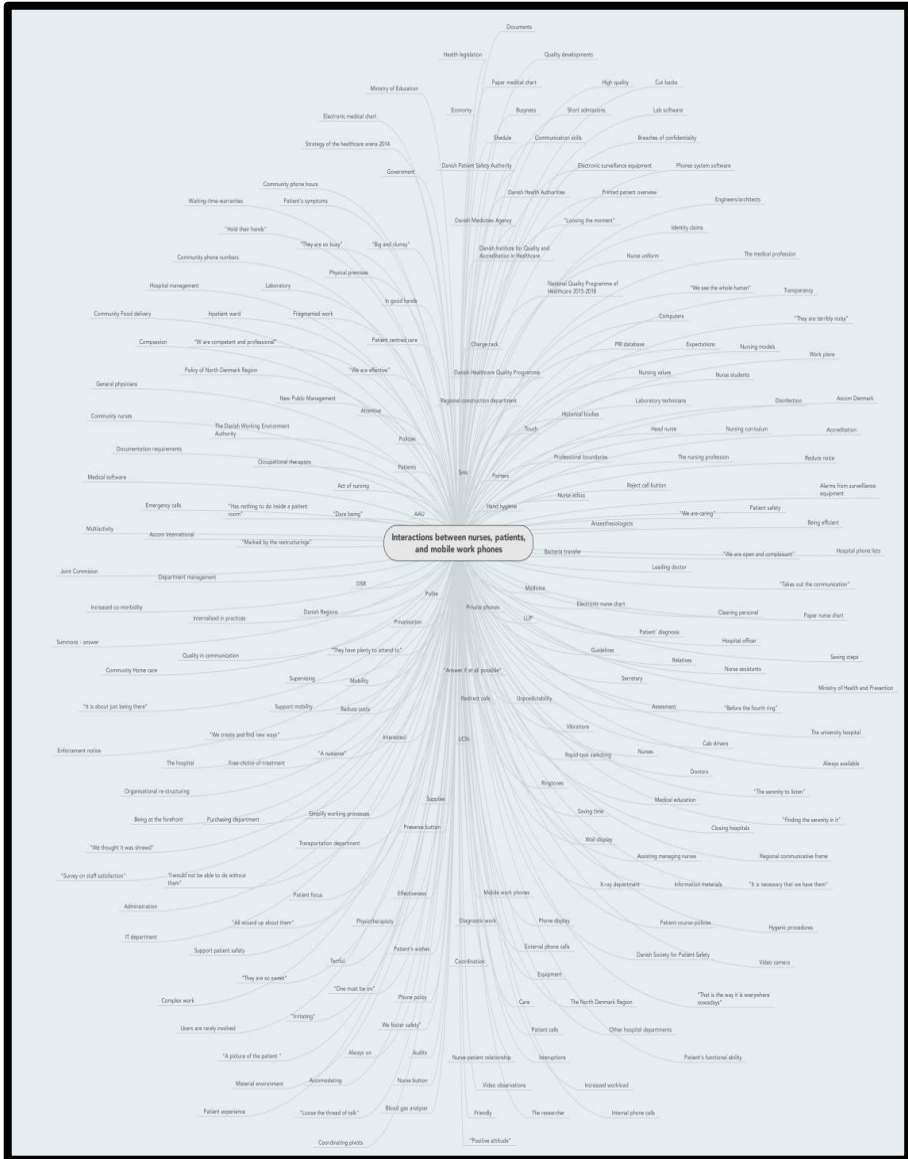 Documents
Health legislation
Quality developments
Ministry of Education
Paper medical chart
High quality
Cut backs
Electronic medical chart
Economy
Busyness
Short admissions
Lab software
Strategy of the healthcare arena 2014
Shedule
Communication skills
Breaches of confidentiality
Government
Danish Patient Safety Authority
Electronic surveillance equipment
Phones system software
Community phone hours
Danish Health Authorities
Printed patient overview
Waiting-time-warranties
Patient's symptoms
Engineers/architects
"Hold their hands"
Danish Medicines Agency
"Loosing the moment"
Identity claims
"They are so busy"
"Big and clumsy"
Danish Institute for Quality and
Accreditation in Healthcare
Nurse uniform
The medical profession
Community phone numbers
Physical premises
Hospital management
Laboratory
National Quality Programme of
Healthcare 2015-2018
"We see the whole human"
Transparency
In good hands
Community Food delivery
Inpatient ward
Fragmented work
Computers
"They are terribly noisy"
Compassion
"W are competent and professional"
Patient centred care
Charge rack
PRI database
Expectations
Nursing models
Work plans
Policy of North Denmark Region
"We are effective"
Danish Healthcare Quality Programme
Nursing values
Nurse students
General physicians
New Public Management
Regional construction department
Laboratory technicians
Disinfection
Ascom Denmark
Community nurses
Attentive
Historical bodies
The Danish Working Environment
Authority
Touch
Head nurse
Nursing curriculum
Accreditation
Policies
Documentation requirements
Professional boundaries
The nursing profession
Reduce noice
Occupational therapists
Patients
Sms
Porters
Medical software
Act of nursing
Reject call button
Alarms from surveillance
equipment
Nurse ethics
Emergency calls
"Has nothing to do inside a patient
room"
"Dare being"
AAU
Hand hygiene
"We are caring"
Patient safety
Anaesthesiologists
Being efficient
Multiactivity
Ascom International
"Marked by the restructurings"
Interactions between nurses, patients,
and mobile work phones
Bacteria transfer
"We are open and complaisant"
Hospital phone lists
Joint Commision
Department management
Leading doctor
OSR
Medicine
"Takes out the communication"
Increased co-morbidity
Polite
Internalised in practices
Danish Regions
Private phones
Electronic nurse chart
Cleaning personel
Paper nurse chart
Privatisation
LUP
Summons - answer
Patient' diagnosis
Hospital officer
Quality in communication
"They have plenty to attend to"
Guidelines
Relatives
Saving steps
Community Home care
"Answer if at all possible"
Nurse assistants
Supervising
Mobility
Secretary
Ministry of Health and Prevention
Redirect calls
Unpredictability
"It is about just being there"
Support mobility
Reduce costs
Assesment
"Before the fourth ring"
"We create and find new ways"
Interested
UCN
Vibrations
The university hospital
Enforcement notice
"A nuisance"
Rapid task switching
Nurses
Cab drivers
The hospital
Free-choice-of-treatment
Doctors
Always available
Organisational re-structuring
Ringtones
"The serenity to listen"
Supplies
Medical education
Being at the forefront
Purchasing department
Simplify working processes
Saving time
"Finding the serenity in it"
Presence button
Closing hospitals
"We thought it was shrewd"
Transportation department
Wall display
Assisting managing nurses
Regional communicative frame
"Survey on staff satisfaction"
"I would not be able to do without
them"
X-ray department
Information materials
"It is necessary that we have them"
Patient focus
Effectiveness
Mobile work phones
Administration
"All wound up about them"
Physiotherapists
Diagnostic work
Phone display
Patient course-policies
Hygenic procedures
IT department
Support patient safety
Patient's wishes
External phone calls
Danish Society for Patient Safety
Tactful
Coordination
Video camera
"They are so sweet"
Equipment
"One must be on"
Phone policy
Complex work
Care
The North Denmark Region
"That is the way it is everywhere
nowadays"
"Irritating"
We foster safety"
Users are rarely involved
Patient calls
Other hospital departments
"A picture of the patient "
Always on
Audits
Nurse-patient relationship
Interuptions
Patient's functional ability
Material environment
Accomodating
Nurse button
Video observations
Increased workload
Patient experience
"Loose the thread of talk"
Blood gas analyzer
Friendly
The researcher
Internal phone calls
Coordinating pivots
"Positive attitude"